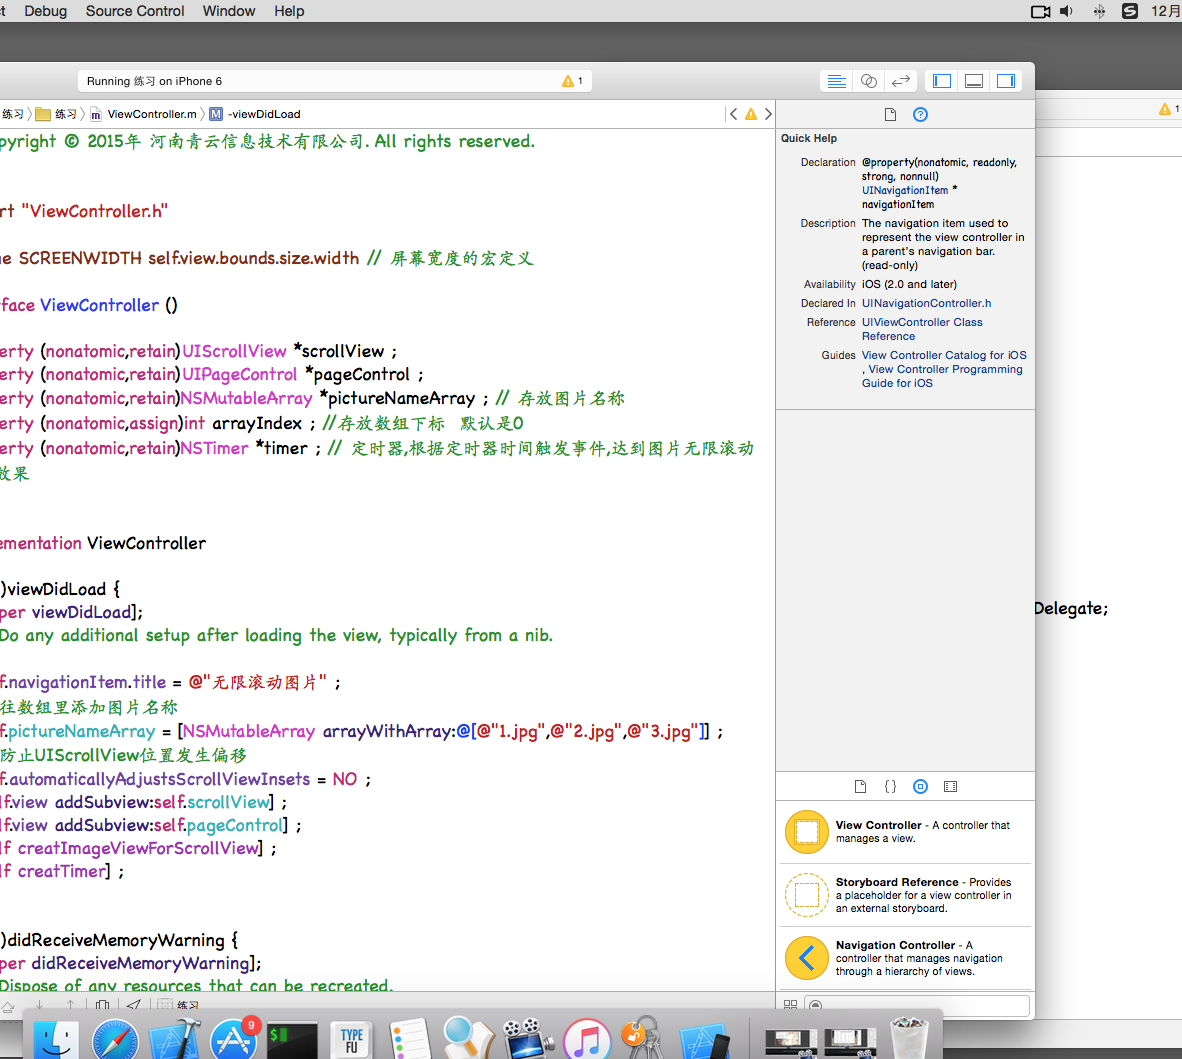 Debug Source Control Window Help 12月
Running 练习 on iPhone 6 1
练习 练习 m ViewController.m M -viewDidLoad
1
pyright © 2015年 河南青云信息技术有限公司. All rights reserved.
rt "ViewController.h"
e SCREENWIDTH self.view.bounds.size.width // 屏幕宽度的宏定义
face ViewController ()
erty (nonatomic,retain)UIScrollView *scrollView ;
erty (nonatomic,retain)UIPageControl *pageControl ;
erty (nonatomic,retain)NSMutableArray *pictureNameArray ; // 存放图片名称
erty (nonatomic,assign)int arrayIndex ; //存放数组下标 默认是0
erty (nonatomic,retain)NSTimer *timer ; // 定时器,根据定时器时间触发事件,达到图片无限滚动
效果
ementation ViewController
)viewDidLoad {
per viewDidLoad];
Do any additional setup after loading the view, typically from a nib.
f.navigationItem.title = @"无限滚动图片" ;
往数组里添加图片名称
f.pictureNameArray = [NSMutableArray arrayWithArray:@[@"1.jpg",@"2.jpg",@"3.jpg"]] ;
防止UIScrollView位置发生偏移
f.automaticallyAdjustsScrollViewInsets = NO ;
lf.view addSubview:self.scrollView] ;
lf.view addSubview:self.pageControl] ;
lf creatImageViewForScrollView] ;
lf creatTimer] ;
)didReceiveMemoryWarning {
per didReceiveMemoryWarning];
Dispose of any resources that can be recreated.
练习
Quick Help
Declaration @property(nonatomic, readonly,
strong, nonnull)
UINavigationItem *
navigationItem
Description The navigation item used to
represent the view controller in
a parent's navigation bar.
(read-only)
Availability iOS (2.0 and later)
Declared In UINavigationController.h
Reference UIViewController Class
Reference
Guides View Controller Catalog for iOS
, View Controller Programming
Guide for iOS
{}
View Controller - A controller that
manages a view.
Storyboard Reference - Provides
a placeholder for a view controller in
an external storyboard.
Navigation Controller - A
controller that manages navigation
through a hierarchy of views.
Delegate;
9
$
TYPE
FU